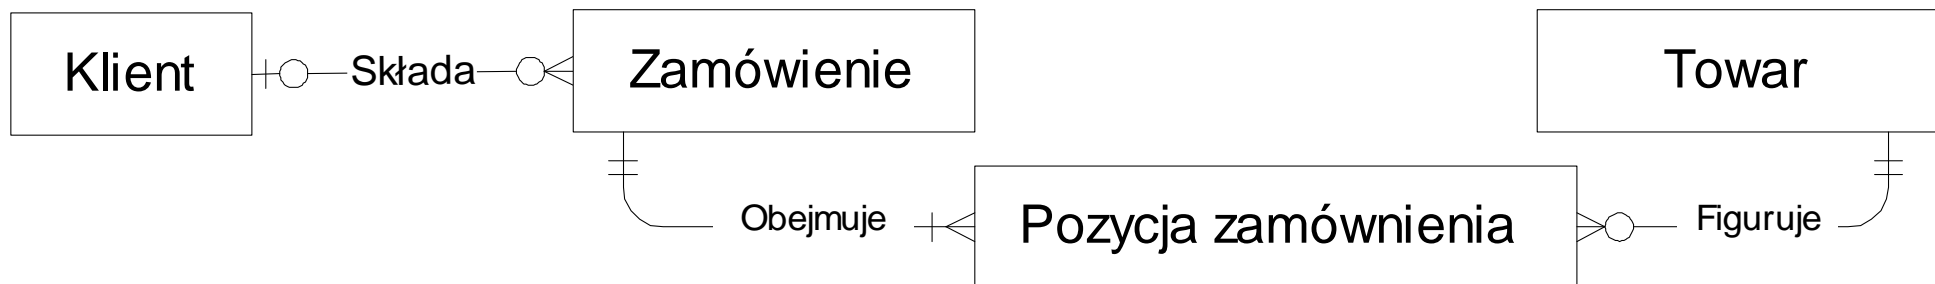 Klient
Składa
Zamówienie
Towar
Obejmuje
Pozycja zamównienia
Figuruje